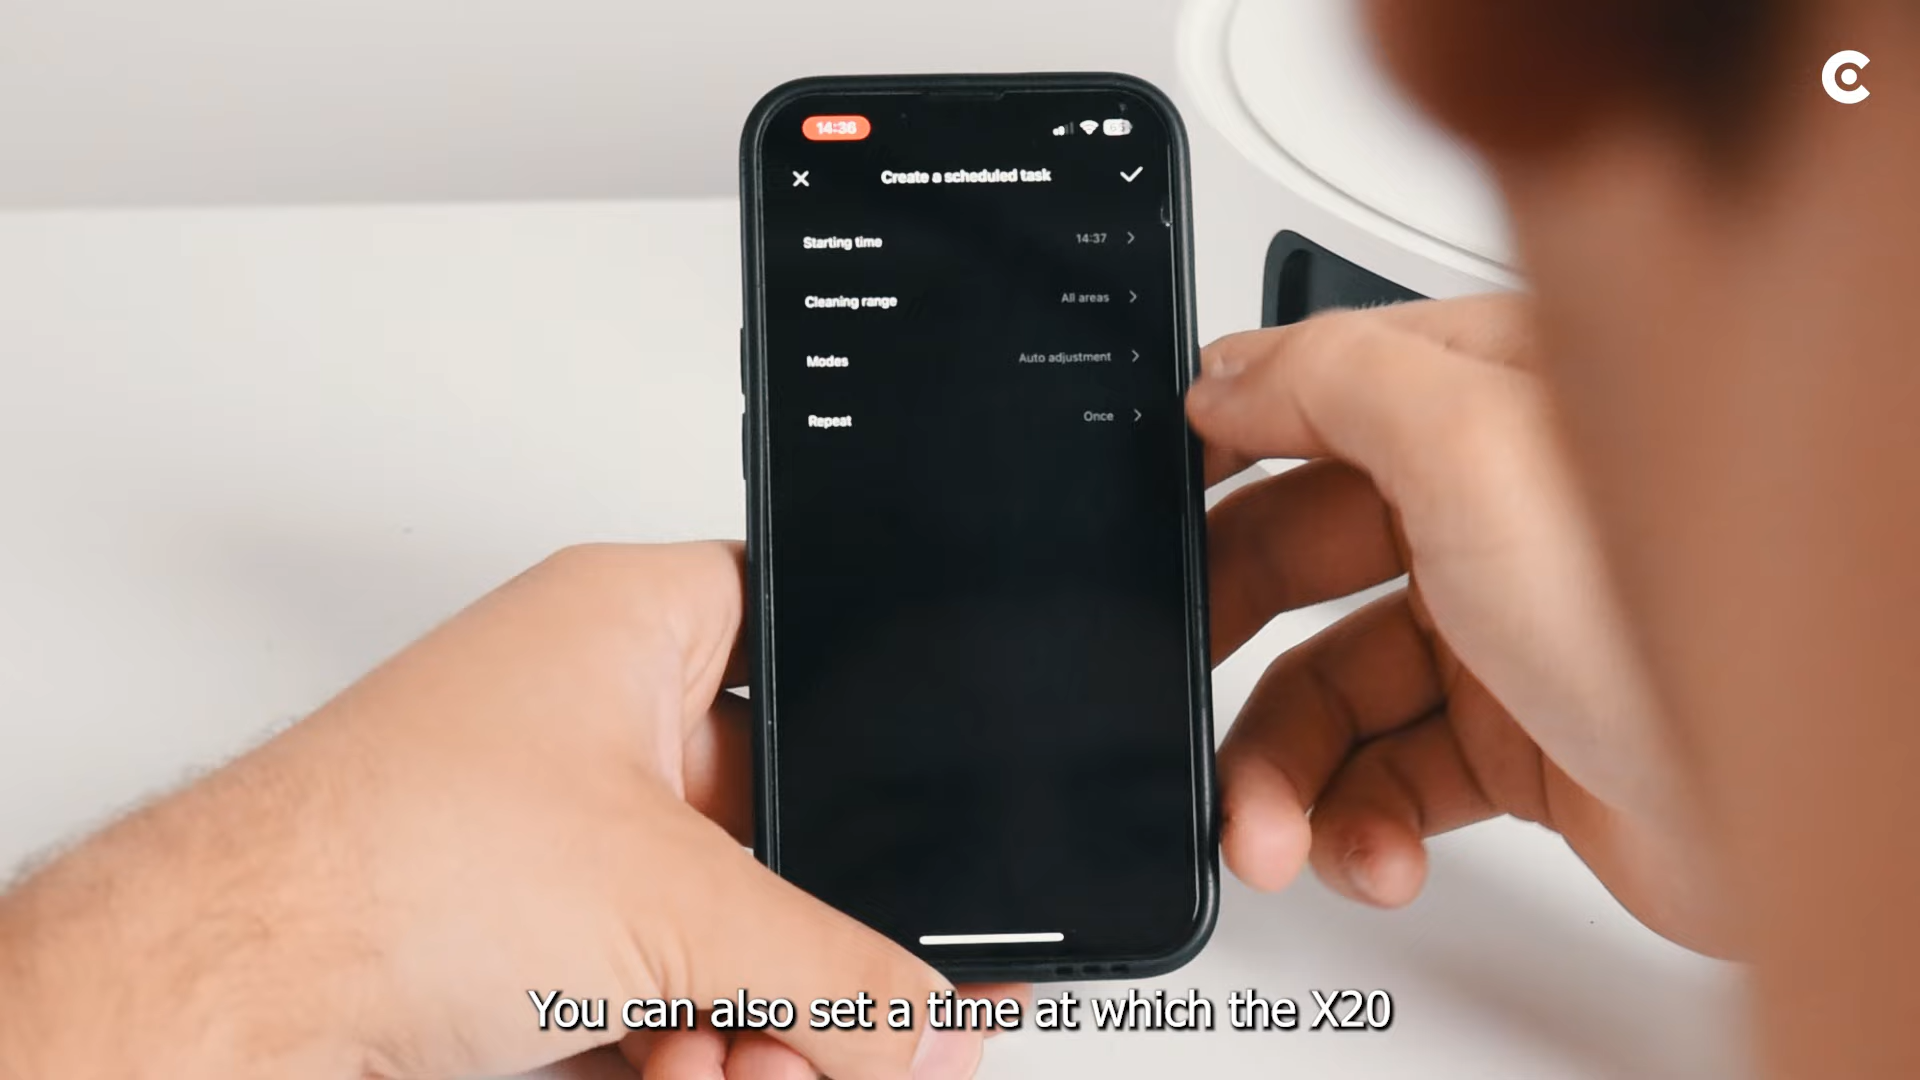 14:36
Create a scheduled task
Starting time 14:37
Cleaning range All areas
Modes Auto adjustment
Repeat Once
You can also set a time at which the X20